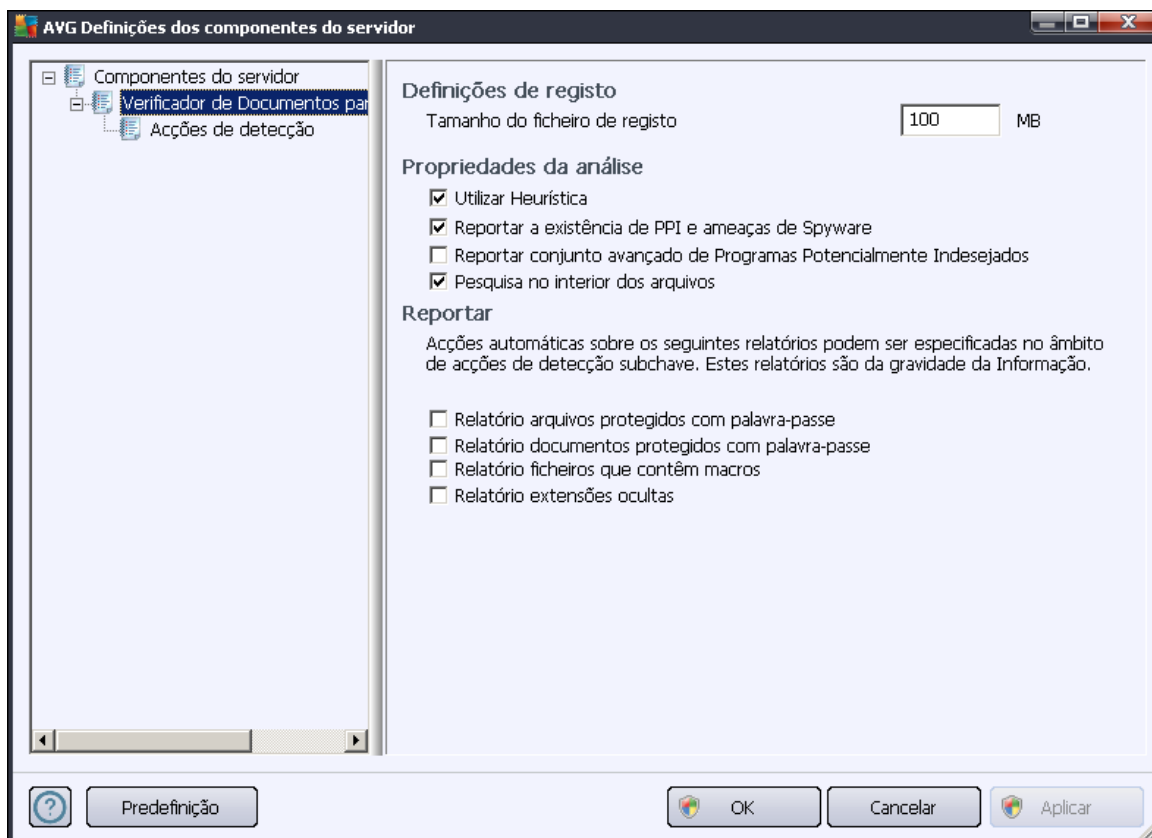 AVG Definições dos componentes do servidor
Componentes do servidor
Verificador de Documentos par
Acções de detecção
Definições de registo
Tamanho do ficheiro de registo 100 MB
Propriedades da análise
Utilizar Heurística
Reportar a existência de PPI e ameaças de Spyware
Reportar conjunto avançado de Programas Potencialmente Indesejados
Pesquisa no interior dos arquivos
Reportar
Acções automáticas sobre os seguintes relatórios podem ser especificadas no âmbito
de acções de detecção subchave. Estes relatórios são da gravidade da Informação.
Relatório arquivos protegidos com palavra-passe
Relatório documentos protegidos com palavra-passe
Relatório ficheiros que contêm macros
Relatório extensões ocultas
? Predefinição OK Cancelar Aplicar